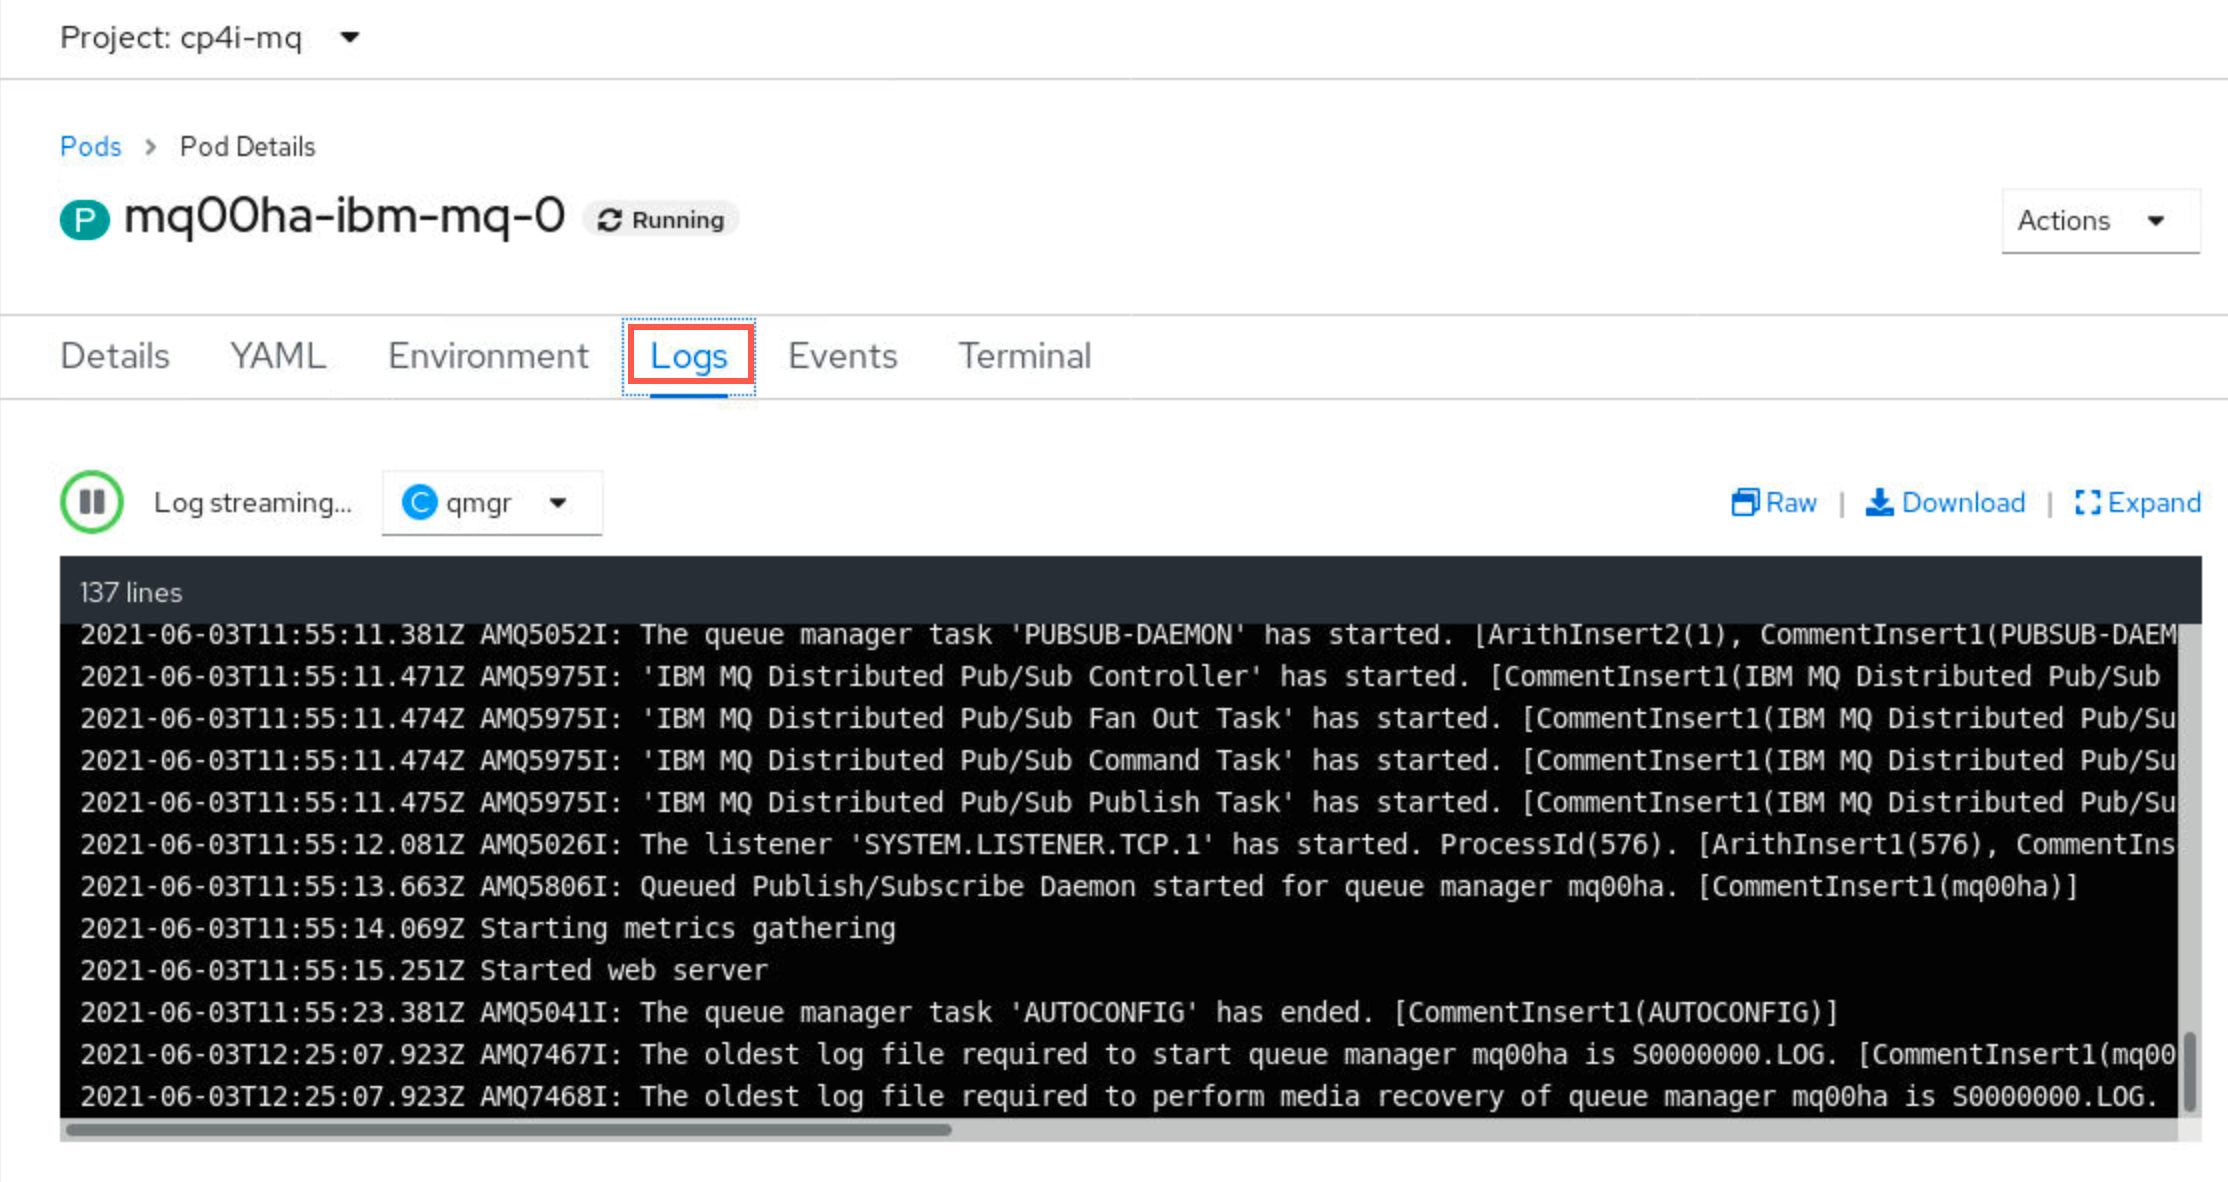 Project: cp4i-mq
Pods > Pod Details
P mq00ha-ibm-mq-0 Running
Actions
Details YAML Environment Logs Events Terminal
Log streaming... C qmgr
Raw | Download | Expand
137 lines
2021-06-03T11:55:11.381Z AMQ5052I: The queue manager task 'PUBSUB-DAEMON' has started. [ArithInsert2(1), CommentInsert1(PUBSUB-DAEM
2021-06-03T11:55:11.471Z AMQ5975I: 'IBM MQ Distributed Pub/Sub Controller' has started. [CommentInsert1(IBM MQ Distributed Pub/Sub
2021-06-03T11:55:11.474Z AMQ5975I: 'IBM MQ Distributed Pub/Sub Fan Out Task' has started. [CommentInsert1(IBM MQ Distributed Pub/Su
2021-06-03T11:55:11.474Z AMQ5975I: 'IBM MQ Distributed Pub/Sub Command Task' has started. [CommentInsert1(IBM MQ Distributed Pub/Su
2021-06-03T11:55:11.475Z AMQ5975I: 'IBM MQ Distributed Pub/Sub Publish Task' has started. [CommentInsert1(IBM MQ Distributed Pub/Su
2021-06-03T11:55:12.081Z AMQ5026I: The listener 'SYSTEM.LISTENER.TCP.1' has started. ProcessId(576). [ArithInsert1(576), CommentIns
2021-06-03T11:55:13.663Z AMQ5806I: Queued Publish/Subscribe Daemon started for queue manager mq00ha. [CommentInsert1(mq00ha)]
2021-06-03T11:55:14.069Z Starting metrics gathering
2021-06-03T11:55:15.251Z Started web server
2021-06-03T11:55:23.381Z AMQ5041I: The queue manager task 'AUTOCONFIG' has ended. [CommentInsert1(AUTOCONFIG)]
2021-06-03T12:25:07.923Z AMQ7467I: The oldest log file required to start queue manager mq00ha is S0000000.LOG. [CommentInsert1(mq00
2021-06-03T12:25:07.923Z AMQ7468I: The oldest log file required to perform media recovery of queue manager mq00ha is S0000000.LOG.